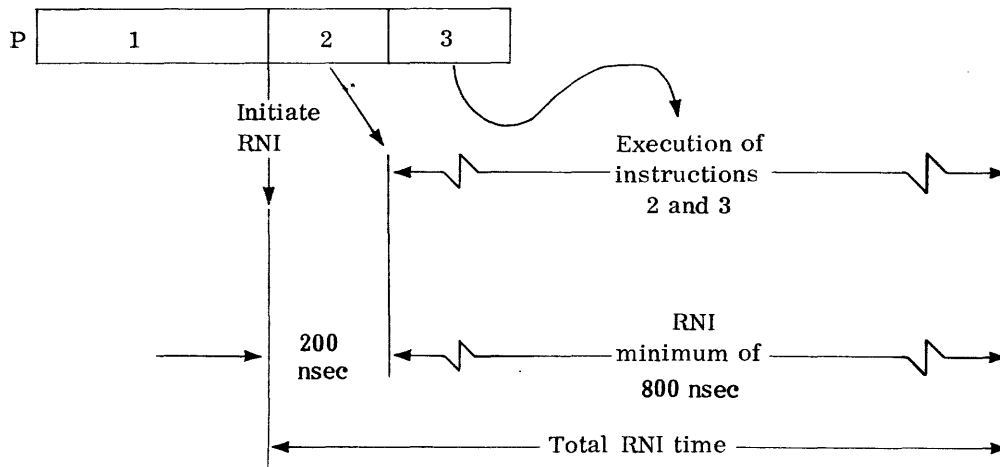 P 1 2 3
Initiate
RNI
Execution of
instructions
2 and 3
200
nsec
RNI
minimum of
800 nsec
Total RNI time